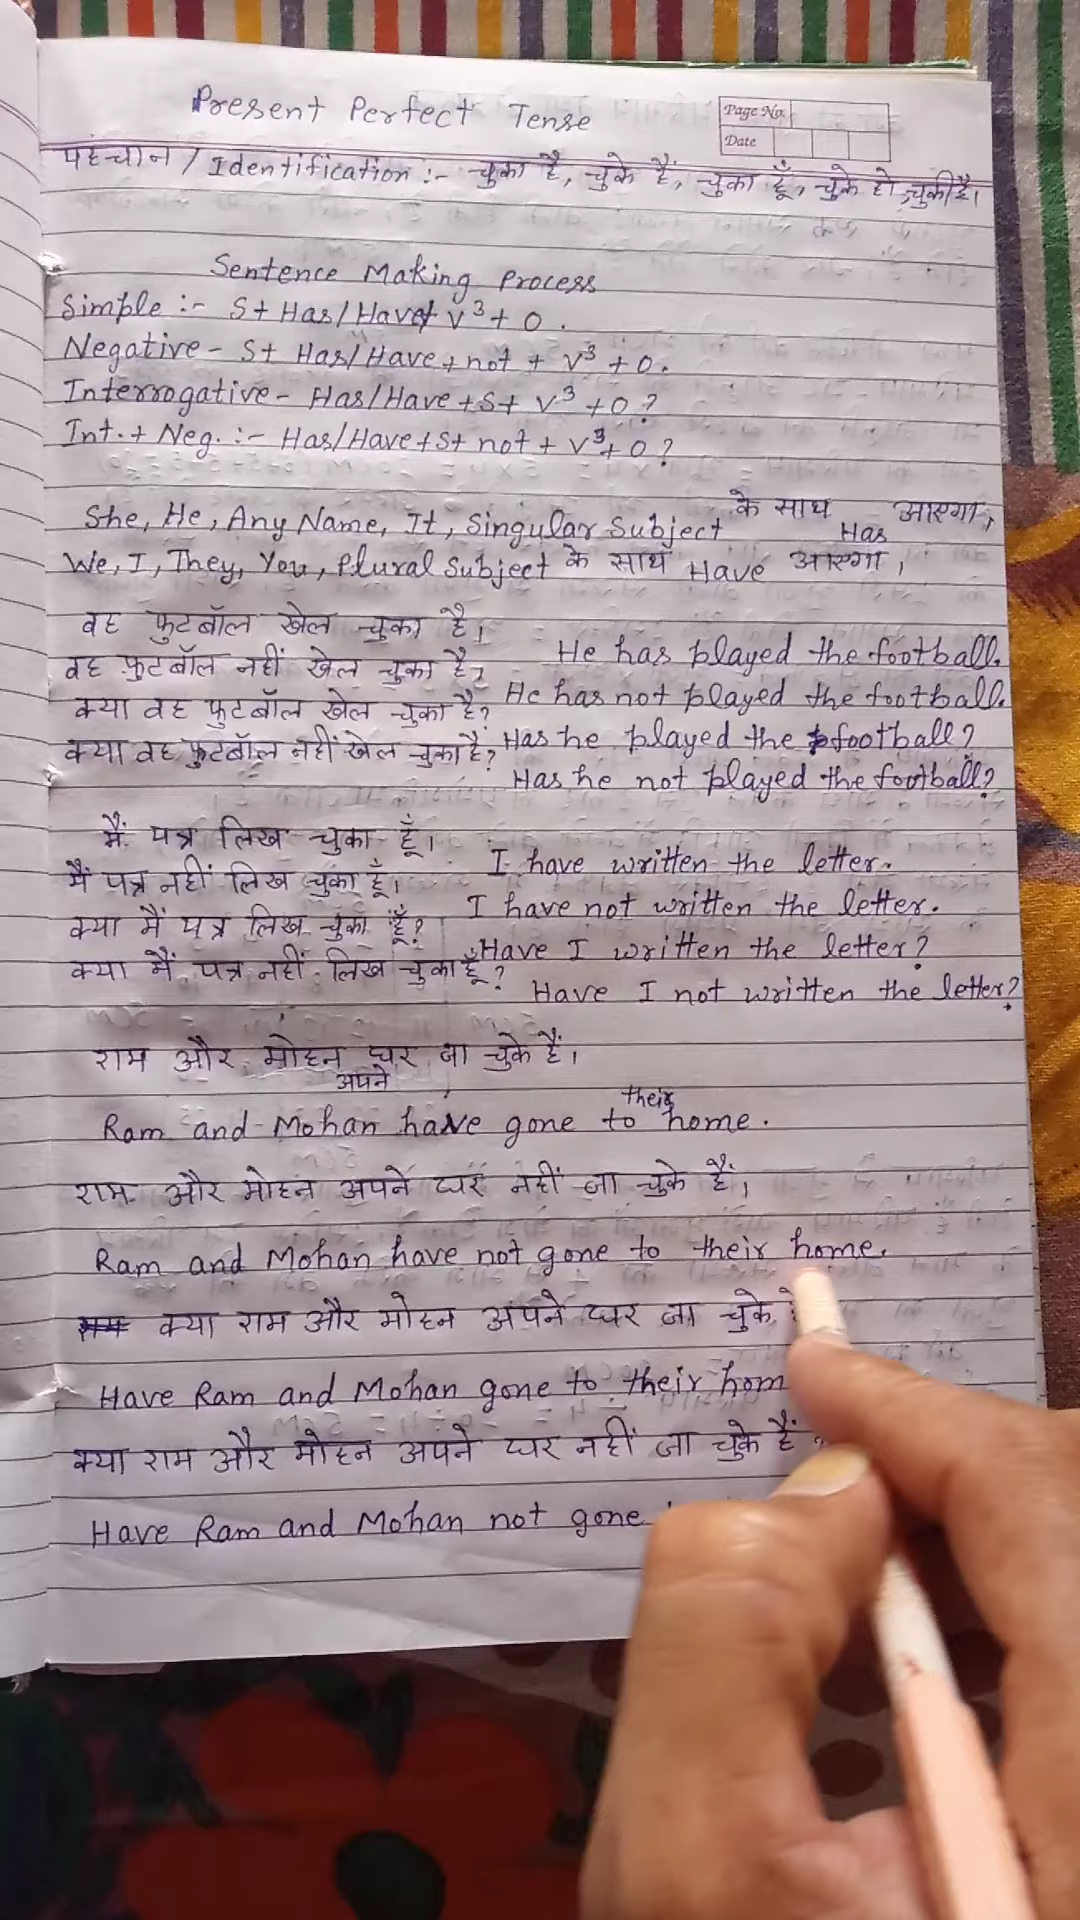 Present Perfect Tense
Page No.
Date
पहचान / Identification :- चुका है, चुके हैं, चुका हूँ, चुके हो, चुकी है।
Sentence Making Process
Simple :- S+ Has/Have+ V³ + O.
Negative - S+ Has/Have + not + V³ + O.
Interrogative - Has/Have + S + V³ + O?
Int. + Neg. :- Has/Have + S + not + V³ + O?
She, He, Any Name, It, Singular Subject के साथ Has आएगा,
We, I, They, You, Plural Subject के साथ Have आएगा,
वह फुटबॉल खेल चुका है।
He has played the football.
वह फुटबॉल नहीं खेल चुका है,
He has not played the football.
क्या वह फुटबॉल खेल चुका है?
Has he played the football?
क्या वह फुटबॉल नहीं खेल चुका है?
Has he not played the football?
मैं पत्र लिख चुका हूँ।
I have written the letter.
मैं पत्र नहीं लिख चुका हूँ।
I have not written the letter.
क्या मैं पत्र लिख चुका हूँ?
Have I written the letter?
क्या मैं पत्र नहीं लिख चुका हूँ?
Have I not written the letter?
राम और मोहन अपने घर जा चुके हैं।
Ram and Mohan have gone to their home.
राम और मोहन अपने घर नहीं जा चुके हैं,
Ram and Mohan have not gone to their home.
क्या राम और मोहन अपने घर जा चुके
Have Ram and Mohan gone to their hom
क्या राम और मोहन अपने घर नहीं जा चुके हैं
Have Ram and Mohan not gone